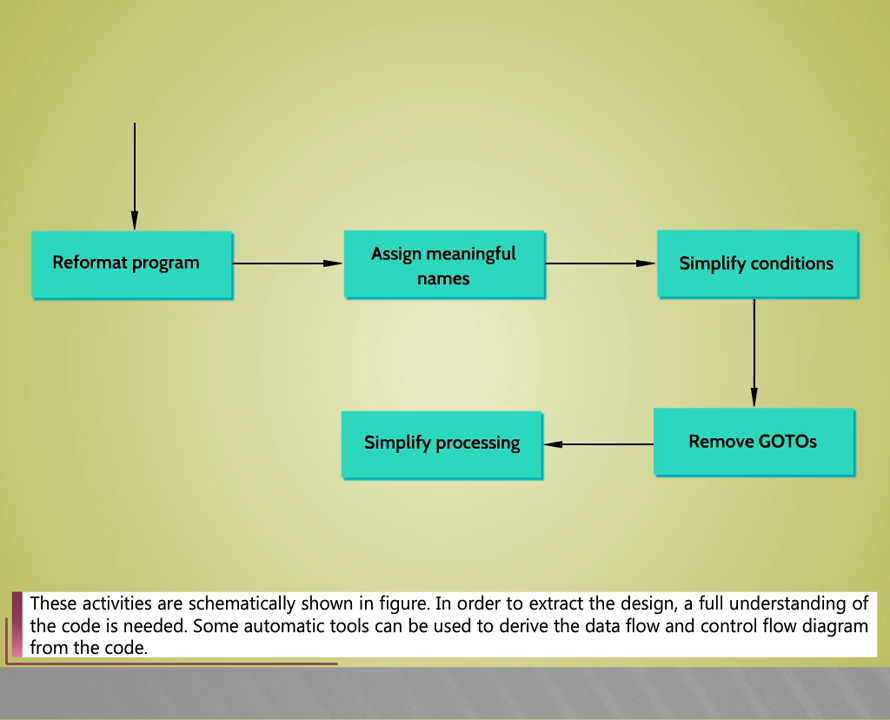 Reformat program
Assign meaningful
names
Simplify conditions
Simplify processing
Remove GOTOs
These activities are schematically shown in figure. In order to extract the design, a full understanding of
the code is needed. Some automatic tools can be used to derive the data flow and control flow diagram
from the code.